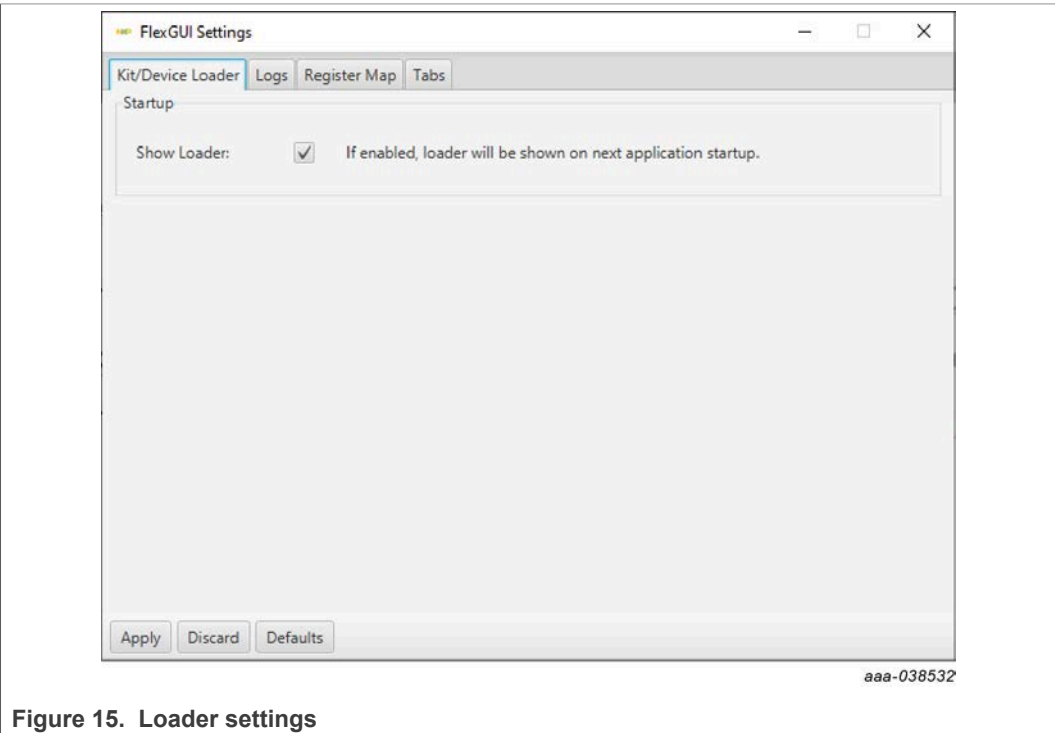 FlexGUI Settings
Kit/Device Loader Logs Register Map Tabs
Startup
Show Loader: If enabled, loader will be shown on next application startup.
Apply Discard Defaults
aaa-038532
Figure 15. Loader settings